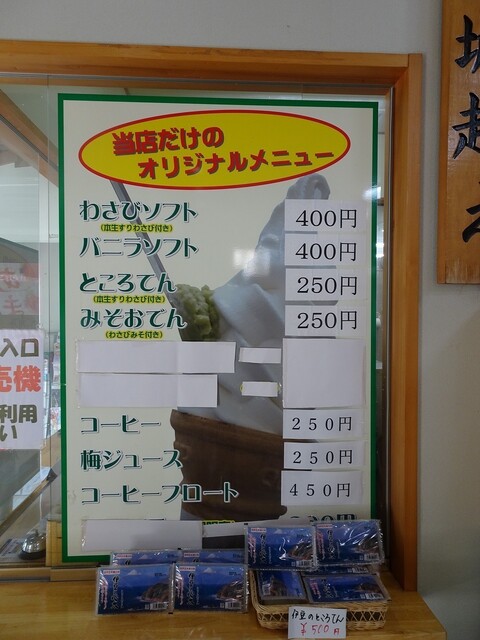 当店だけの
オリジナルメニュー
わさびソフト 400円
(本生すりわさび付き)
バニラソフト 400円
ところてん 250円
(本生すりわさび付き)
みそおでん 250円
(わさびみそ付き)
コーヒー 250円
梅ジュース 250円
コーヒーフロート 450円
入口
売機
利用
い
伊豆のところてん
¥500円